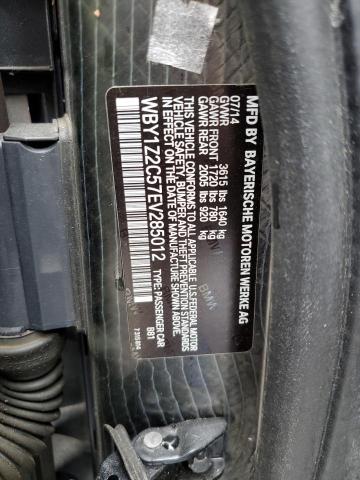 MFD BY BAYERISCHE MOTOREN WERKE AG
07/14
GVWR 3615 lbs 1640 kg
GAWR FRONT 1720 lbs 780 kg
GAWR REAR 2005 lbs 920 kg
THIS VEHICLE CONFORMS TO ALL APPLICABLE U.S. FEDERAL MOTOR
VEHICLE SAFETY, BUMPER, AND THEFT PREVENTION STANDARDS
IN EFFECT ON THE DATE OF MANUFACTURE SHOWN ABOVE.
WBY1Z2C57EV285012 TYPE: PASSENGER CAR
B81
BMW